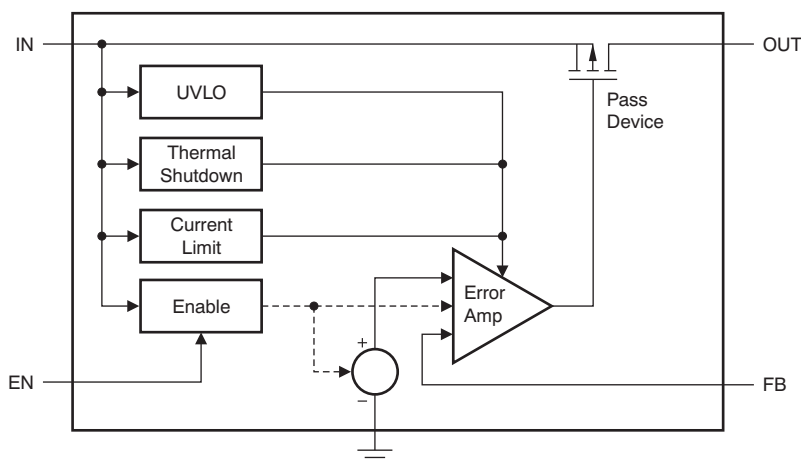 IN
OUT
UVLO
Pass
Device
Thermal
Shutdown
Current
Limit
Enable
Error
Amp
+
EN
FB
−